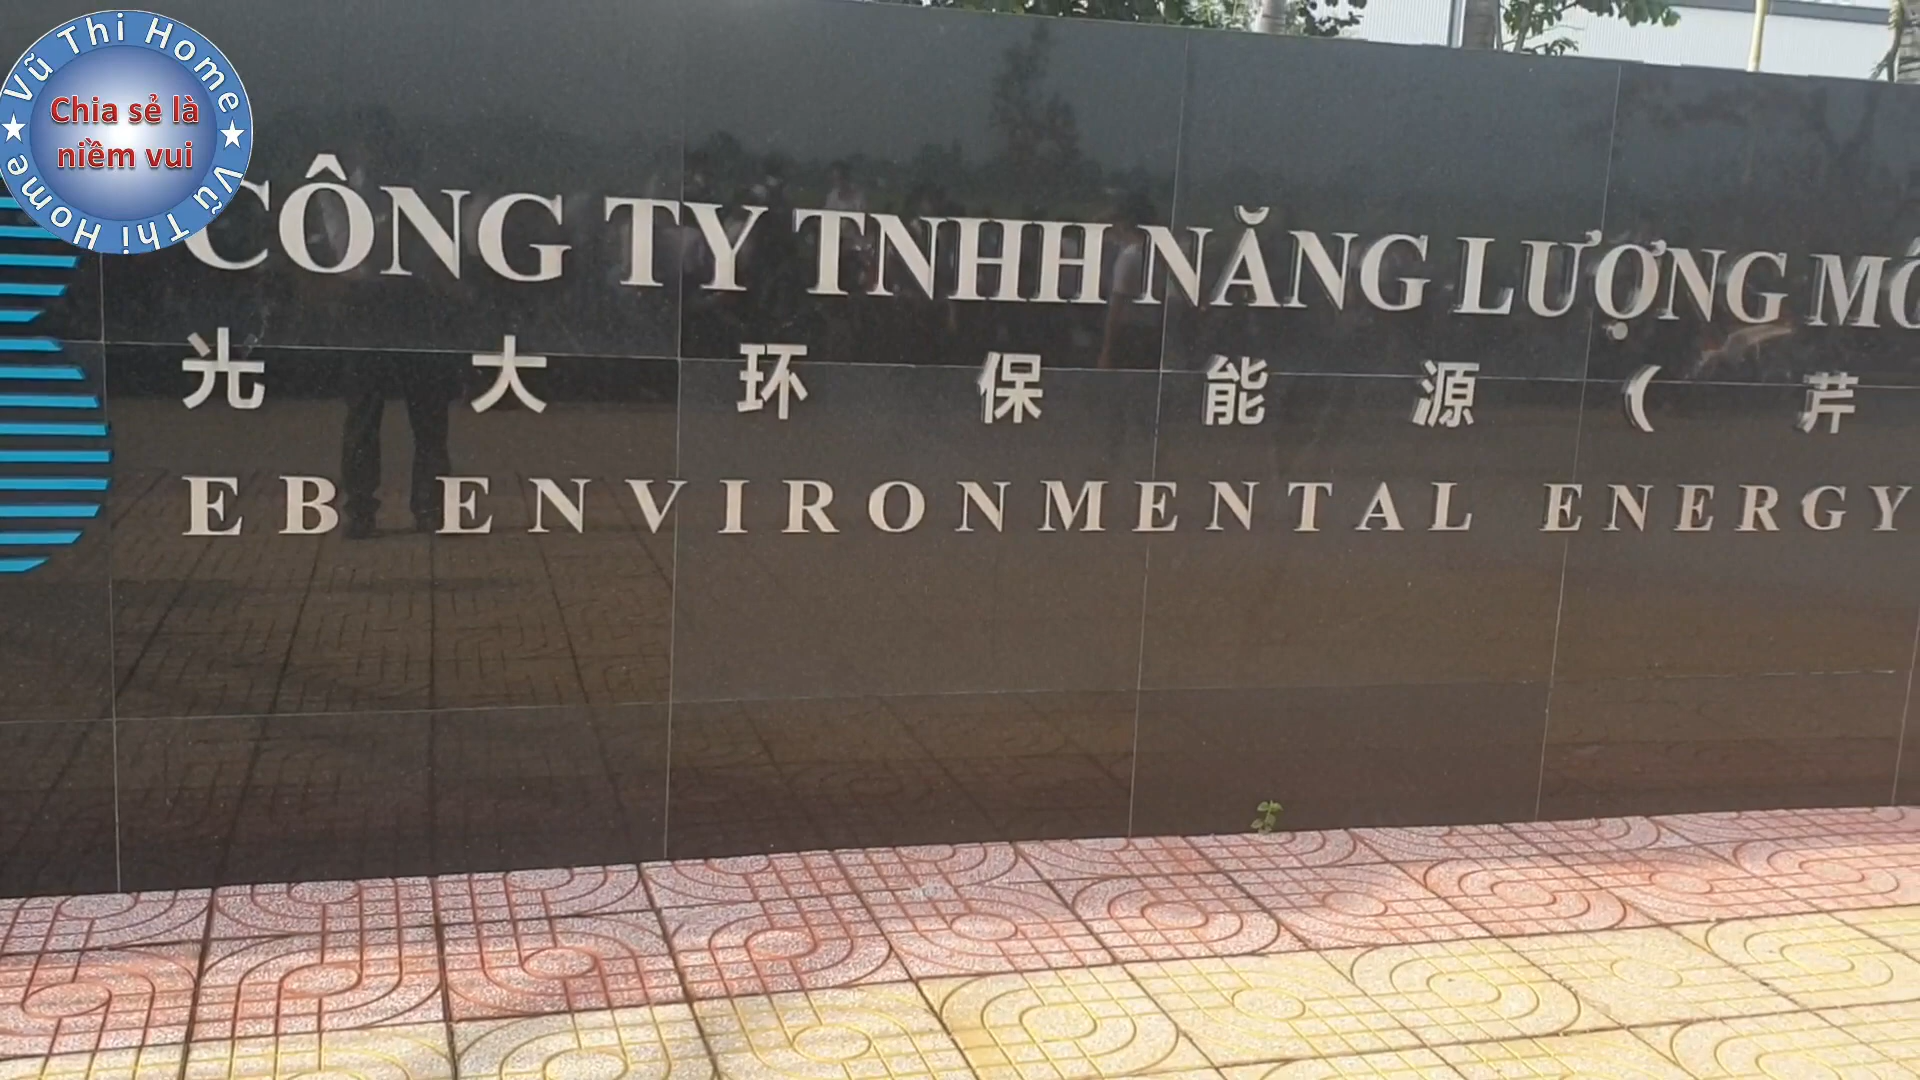 Vũ Thi Home
Chia sẻ là
niềm vui
Vũ Thi Home
CÔNG TY TNHH NĂNG LƯỢNG
光大环保能源（芹
EB ENVIRONMENTAL ENERGY